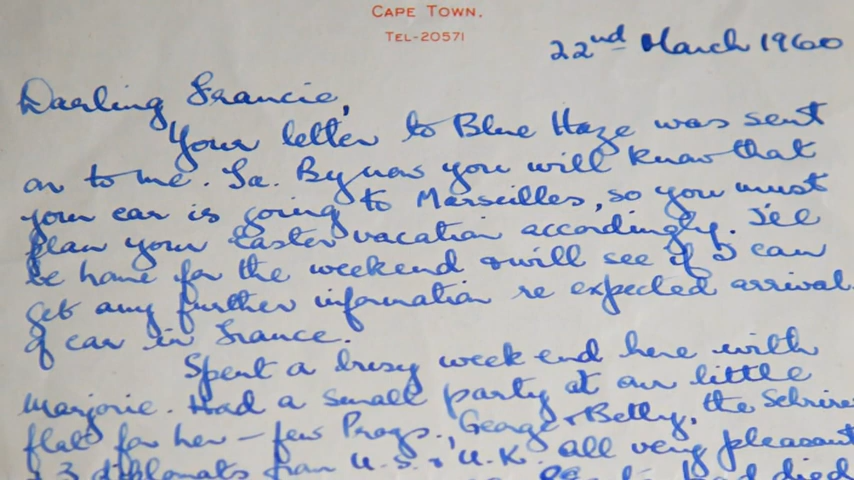 CAPE TOWN.
TEL-20571
22nd March 1960
Darling Francie,
Your letter to Blue Haze was sent
on to me. By now you will know that
your car is going to Marseilles, so you must
plan your Easter vacation accordingly. I'll
be home for the weekend & will see if I can
get any further information re expected arrival
of car in France.
Spent a busy week end here with
Marjorie. Had a small party at our little
flat for her - few Progs., George & Betty, the Schrire
& 3 diplomats from U.S. & U.K. all very pleasant
had died